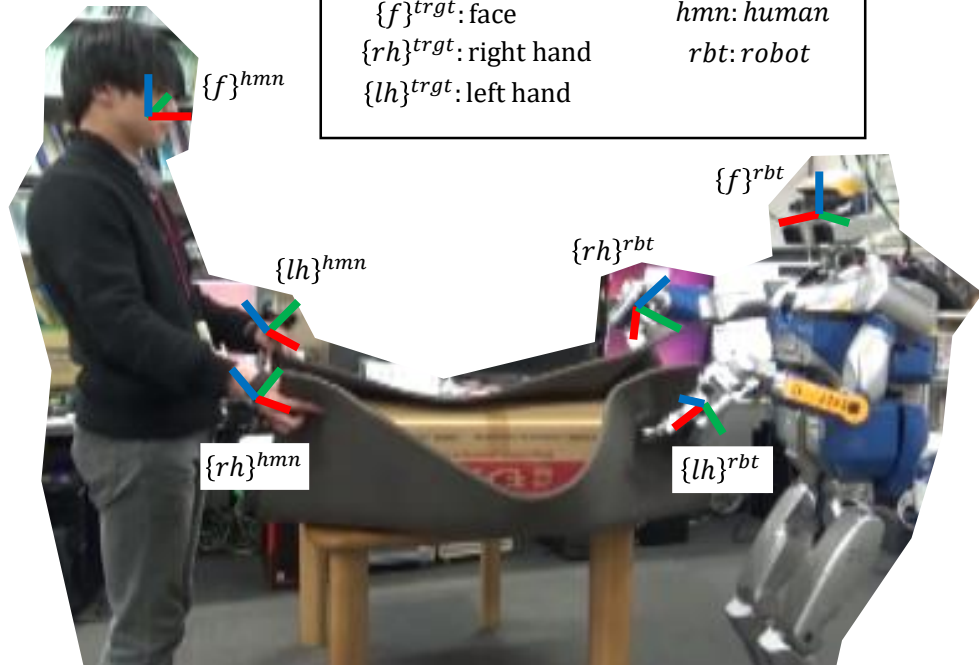 {f}^{trgt}: face hmn: human
{rh}^{trgt}: right hand rbt: robot
{lh}^{trgt}: left hand
{f}^{hmn}
{f}^{rbt}
{rh}^{rbt}
{lh}^{hmn}
{rh}^{hmn}
{lh}^{rbt}